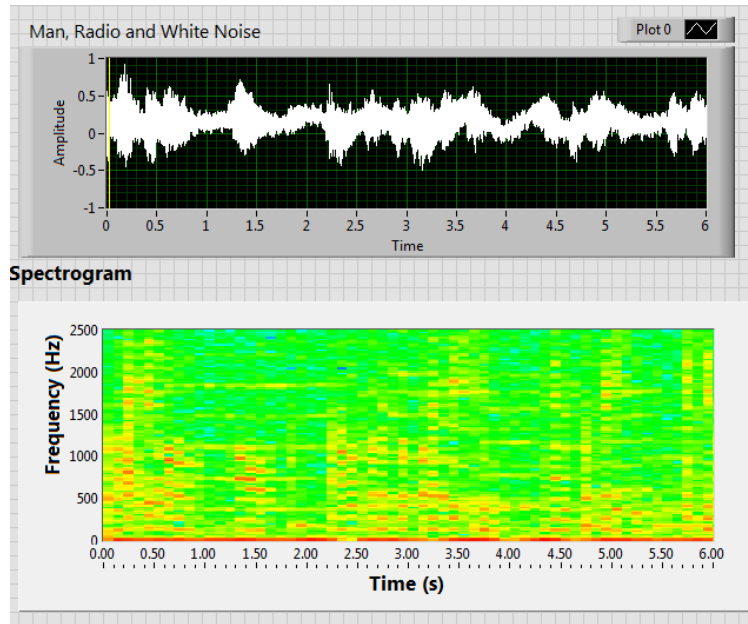 Man, Radio and White Noise
Plot 0
Amplitude
1
0.5
0
-0.5
-1
0 0.5 1 1.5 2 2.5 3 3.5 4 4.5 5 5.5 6
Time
Spectrogram
Frequency (Hz)
2500
2000
1500
1000
500
0
0.00 0.50 1.00 1.50 2.00 2.50 3.00 3.50 4.00 4.50 5.00 5.50 6.00
Time (s)